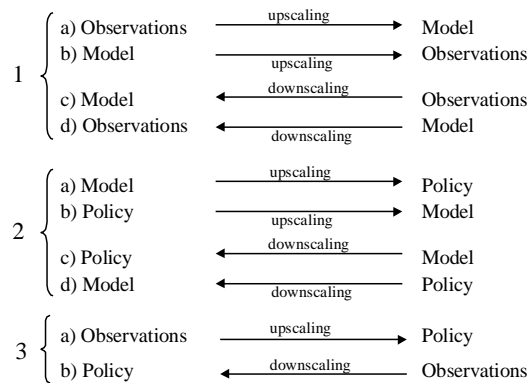 a) Observations upscaling Model
b) Model upscaling Observations
1
c) Model downscaling Observations
d) Observations downscaling Model
a) Model upscaling Policy
b) Policy upscaling Model
2
c) Policy downscaling Model
d) Model downscaling Policy
a) Observations upscaling Policy
3
b) Policy downscaling Observations